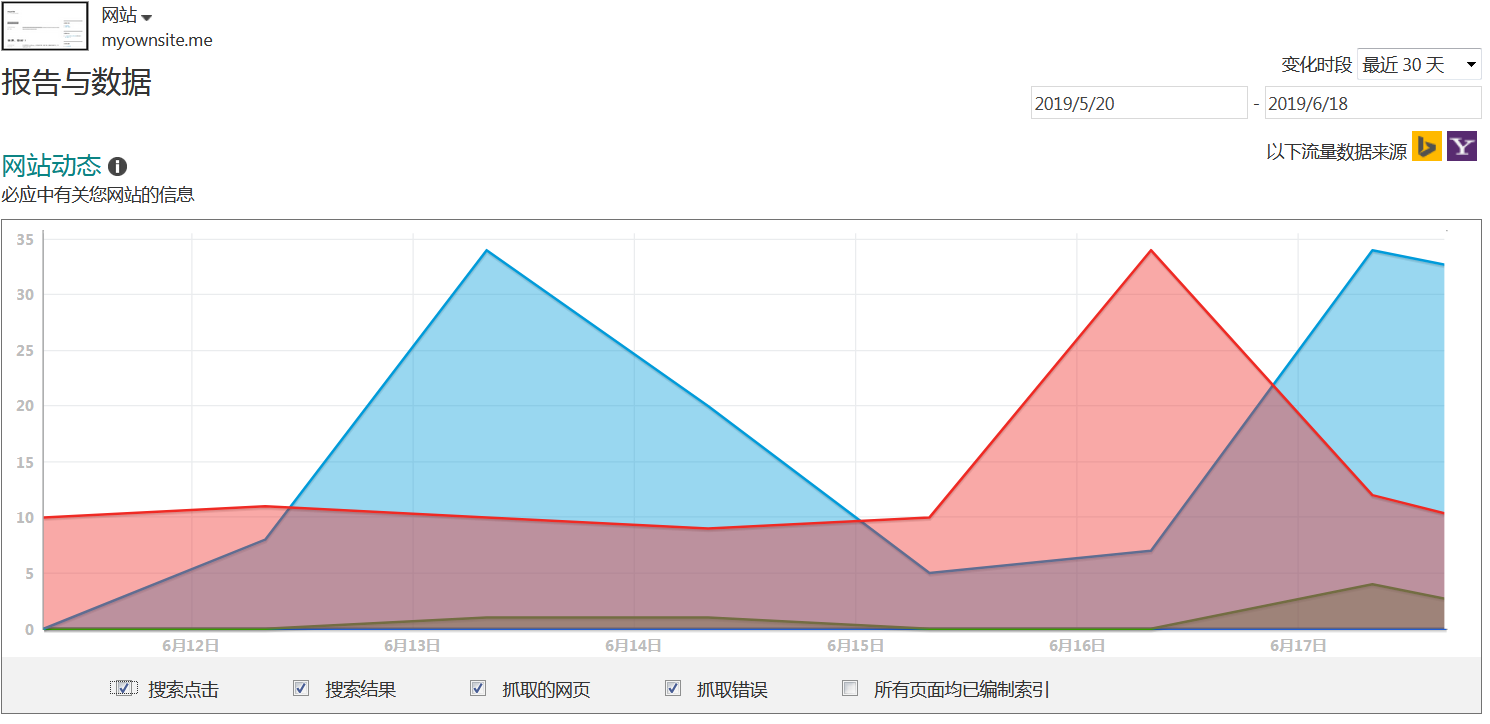 网站
myownsite.me
报告与数据
变化时段 最近 30 天
2019/5/20 - 2019/6/18
以下流量数据来源
网站动态
必应中有关您网站的信息
35
30
25
20
15
10
5
0
6月12日 6月13日 6月14日 6月15日 6月16日 6月17日
搜索点击 搜索结果 抓取的网页 抓取错误 所有页面均已编制索引